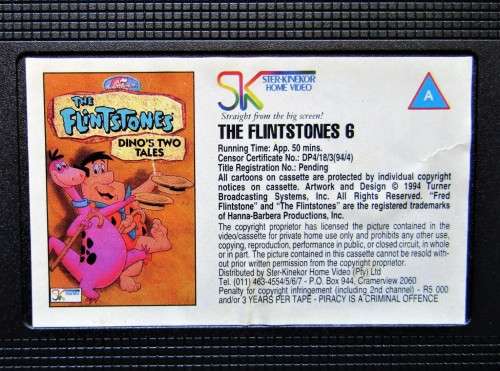 THE
FLINTSTONES
DINO'S TWO
TALES
SK
SK
STER-KINEKOR
HOME VIDEO
Straight from the big screen!
A
THE FLINTSTONES 6
Running Time: App. 50 mins.
Censor Certificate No.: DP4/18/3(94/4)
Title Registration No.: Pending
All cartoons on cassette are protected by individual copyright
notices on cassette. Artwork and Design © 1994 Turner
Broadcasting Systems, Inc. All Rights Reserved. "Fred
Flintstone" and "The Flintstones" are the registered trademarks
of Hanna-Barbera Productions, Inc.
The copyright proprietor has licensed the picture contained in the
video/cassette for private home use only and prohibits any other use,
copying, reproduction, performance in public, or closed circuit, in whole
or in part. The picture contained in this cassette cannot be resold with-
out prior written permission from the copyright proprietor.
Distributed by Ster-Kinekor Home Video (Pty) Ltd
Tel. (011) 463-4554/5/6/7 - P.O. Box 944, Cramerview 2060
Penalty for copyright infringement (including 2nd channel) - R5 000
and/or 3 YEARS PER TAPE - PIRACY IS A CRIMINAL OFFENCE